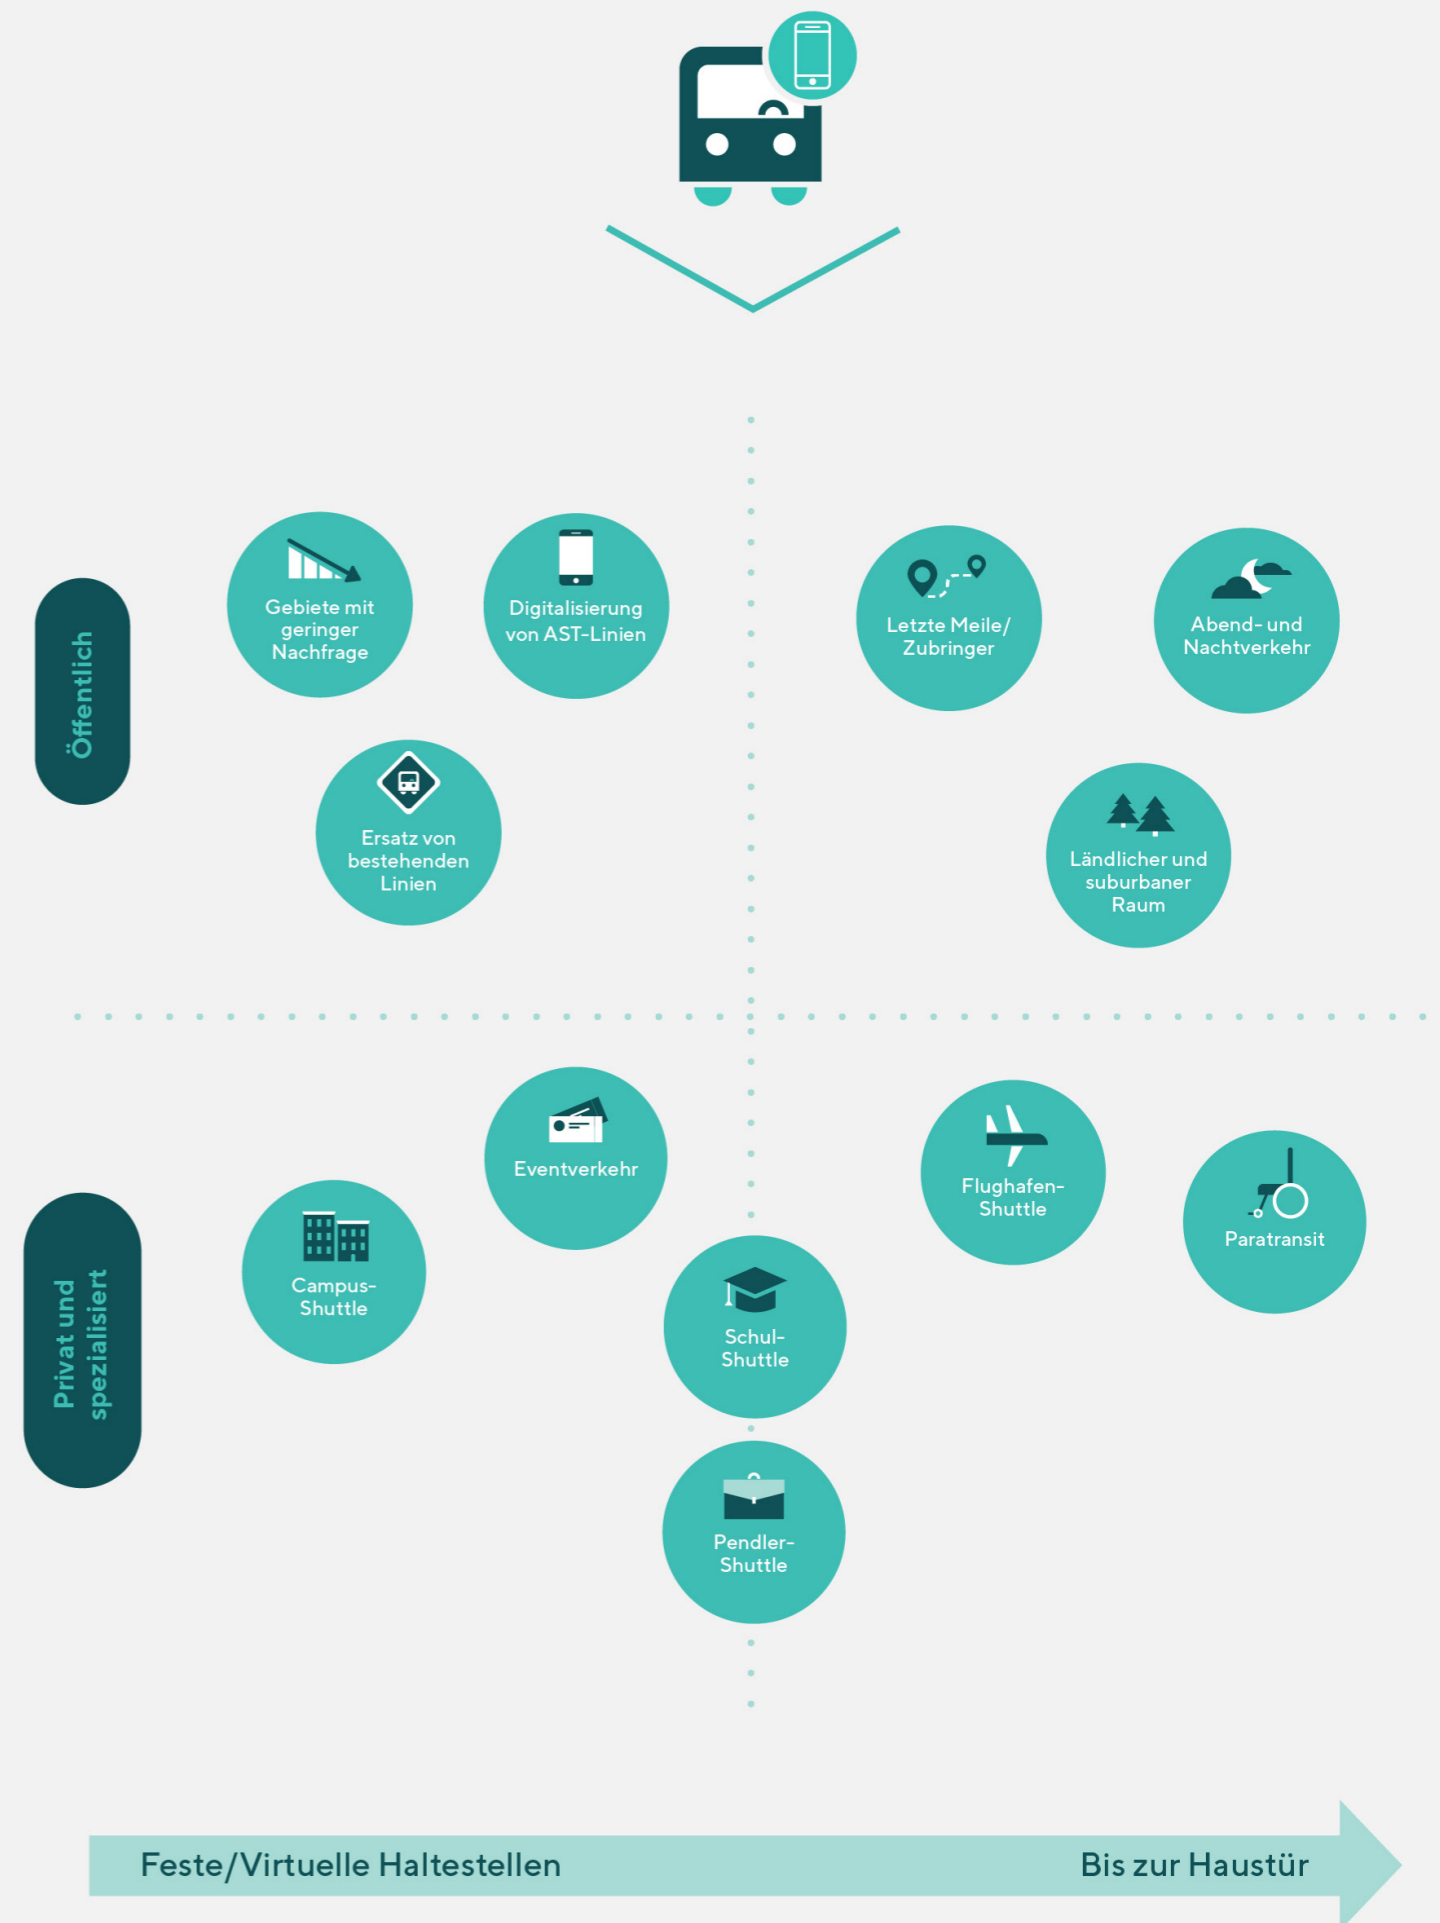 Öffentlich
Gebiete mit
geringer
Nachfrage
Digitalisierung
von AST-Linien
Ersatz von
bestehenden
Linien
Letzte Meile/
Zubringer
Abend- und
Nachtverkehr
Ländlicher und
suburbaner
Raum
Privat und
spezialisiert
Campus-
Shuttle
Eventverkehr
Schul-
Shuttle
Pendler-
Shuttle
Flughafen-
Shuttle
Paratransit
Feste/Virtuelle Haltestellen
Bis zur Haustür